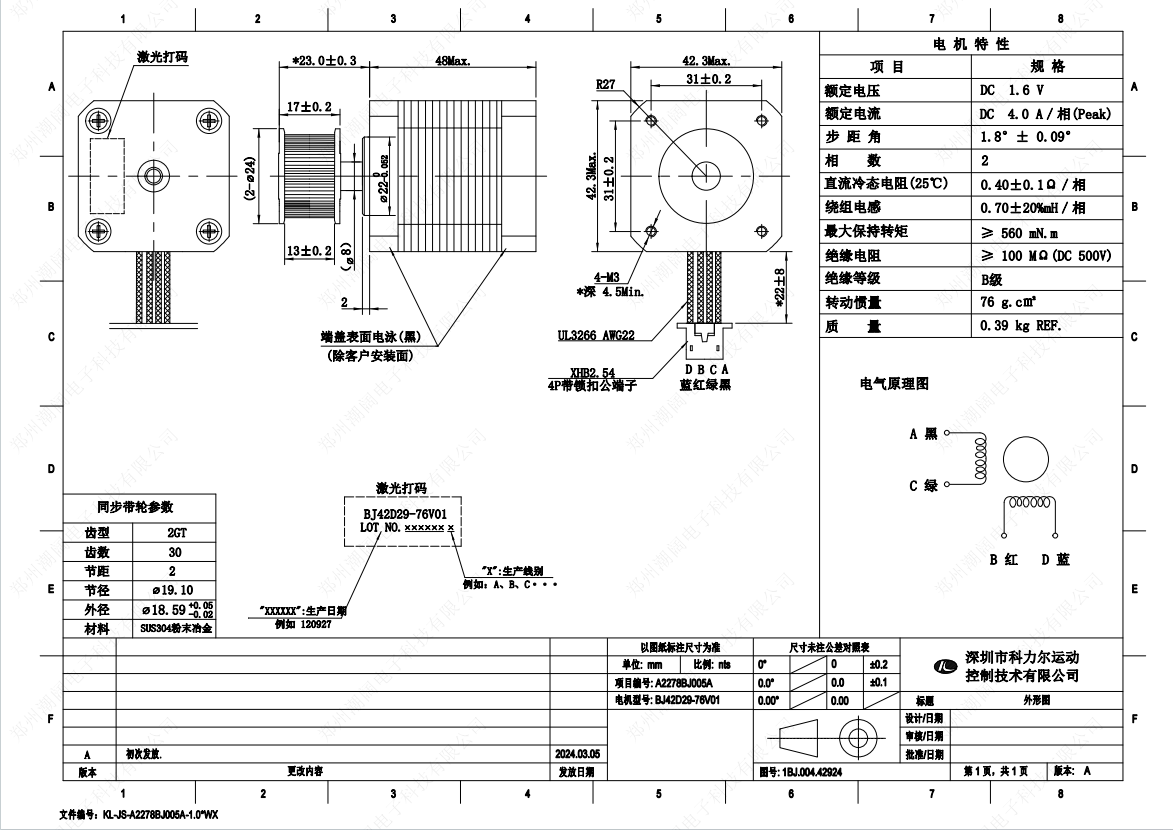 1 2 3 4 5 6 7 8
A
B
C
D
E
F
A
B
C
D
E
F
激光打码
*23.0±0.3
48Max.
17±0.2
(2-⌀24)
⌀22 0 -0.052
13±0.2
(⌀8)
2
端盖表面电泳(黑)
(除客户安装面)
42.3Max.
31±0.2
R27
42.3Max.
31±0.2
4-M3
*深 4.5Min.
*22±8
UL3266 AWG22
XHB2.54
4P带锁扣公端子
D B C A
蓝红绿黑
电 机 特 性
项 目 规 格
额定电压 DC 1.6 V
额定电流 DC 4.0 A/相(Peak)
步 距 角 1.8°± 0.09°
相 数 2
直流冷态电阻(25℃) 0.40±0.1Ω/相
绕组电感 0.70±20%mH/相
最大保持转矩 ≥ 560 mN.m
绝缘电阻 ≥ 100 MΩ(DC 500V)
绝缘等级 B级
转动惯量 76 g.cm²
质 量 0.39 kg REF.
电气原理图
A 黑
C 绿
B 红 D 蓝
同步带轮参数
齿型 2GT
齿数 30
节距 2
节径 ⌀19.10
外径 ⌀18.59 +0.05 -0.02
材料 SUS304粉末冶金
激光打码
BJ42D29-76V01
LOT NO. ×××××× ×
"X":生产线别
例如: A、B、C・・・
"XXXXXX":生产日期
例如 120927
以图纸标注尺寸为准
单位: mm 比例: nts
项目编号: A2278BJ005A
电机型号: BJ42D29-76V01
尺寸未注公差对照表
0° 0 ±0.2
0.0° 0.0 ±0.1
0.00° 0.00
深圳市科力尔运动
控制技术有限公司
标题 外形图
设计/日期
审核/日期
批准/日期
图号: 1BJ.004.42924 第1页,共1页 版本: A
A 初次发放. 2024.03.05
版本 更改内容 发放日期
1 2 3 4 5 6 7 8
文件编号: KL-JS-A2278BJ005A-1.0*WX